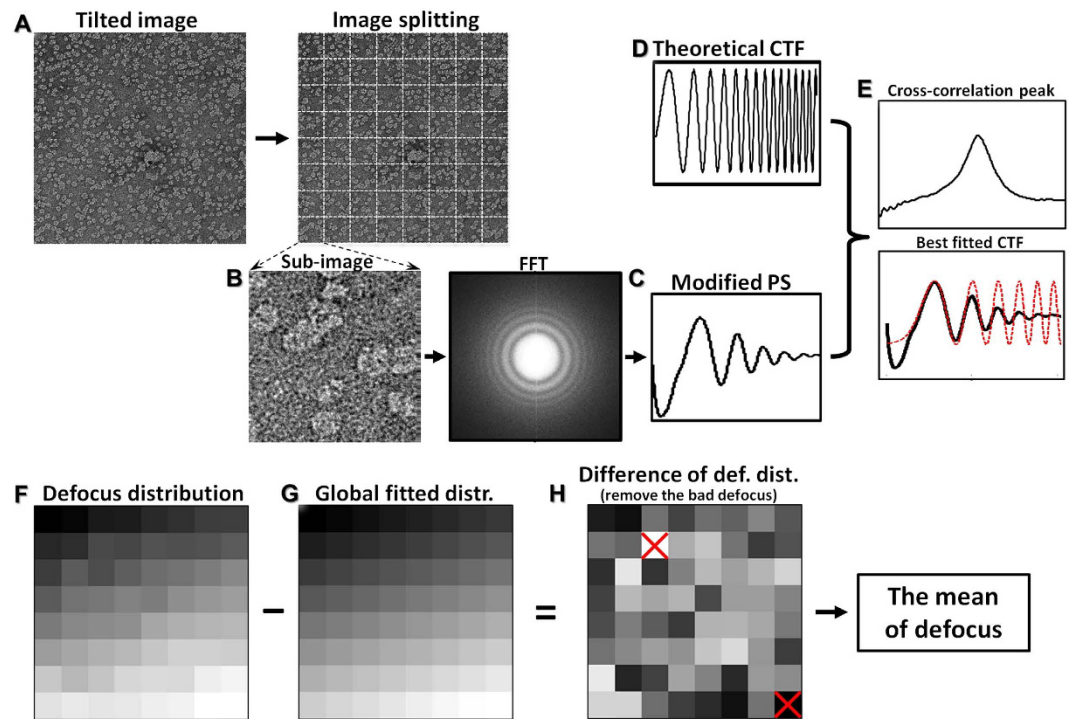 A
Tilted image
Image splitting
B
Sub-image
FFT
C
Modified PS
D
Theoretical CTF
E
Cross-correlation peak
Best fitted CTF
F
Defocus distribution
G
Global fitted distr.
H
Difference of def. dist.
(remove the bad defocus)
The mean
of defocus